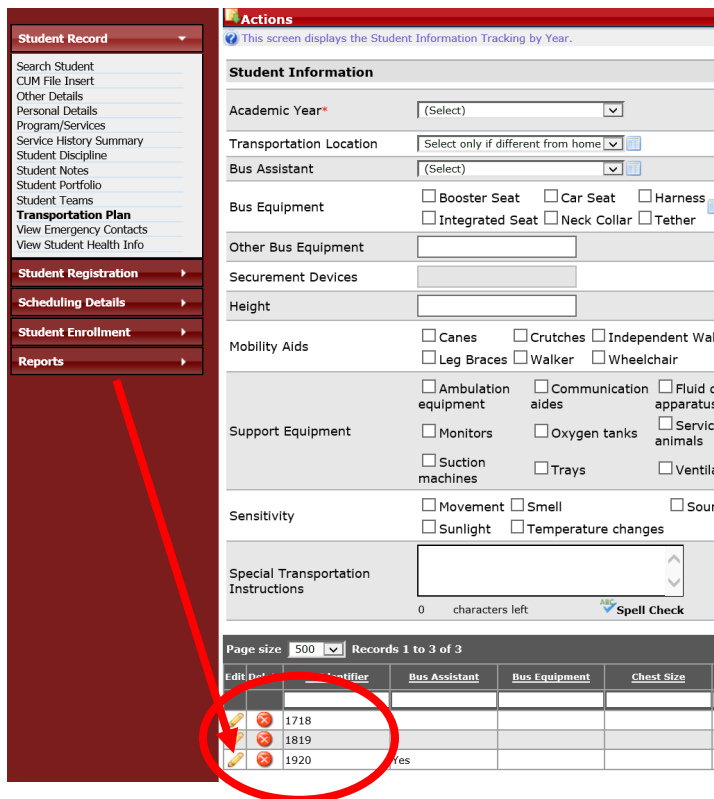 Actions
Student Record
This screen displays the Student Information Tracking by Year.
Search Student
CUM File Insert
Other Details
Personal Details
Program/Services
Service History Summary
Student Discipline
Student Notes
Student Portfolio
Student Teams
Transportation Plan
View Emergency Contacts
View Student Health Info
Student Registration
Scheduling Details
Student Enrollment
Reports
Student Information
Academic Year* (Select)
Transportation Location Select only if different from home
Bus Assistant (Select)
Bus Equipment
Booster Seat Car Seat Harness
Integrated Seat Neck Collar Tether
Other Bus Equipment
Securement Devices
Height
Mobility Aids
Canes Crutches Independent
Leg Braces Walker Wheelchair
Support Equipment
Ambulation equipment Communication aides Fluid
Monitors Oxygen tanks animals
Suction machines Trays
Sensitivity
Movement Smell
Sunlight Temperature changes
Special Transportation Instructions
0 characters left ABC Spell Check
Page size 500 Records 1 to 3 of 3
Edit Bus Assistant Bus Equipment Chest Size
1718
1819
1920 Yes